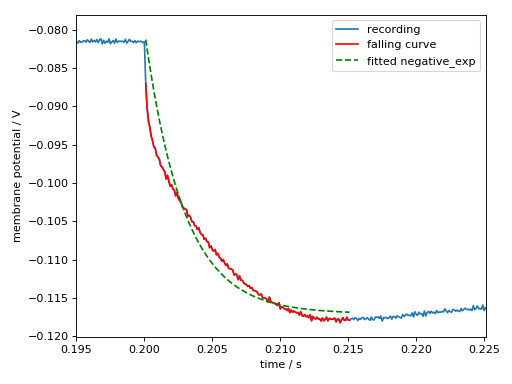 recording
falling curve
fitted negative_exp
membrane potential / V
−0.080
−0.085
−0.090
−0.095
−0.100
−0.105
−0.110
−0.115
−0.120
0.195 0.200 0.205 0.210 0.215 0.220 0.225
time / s